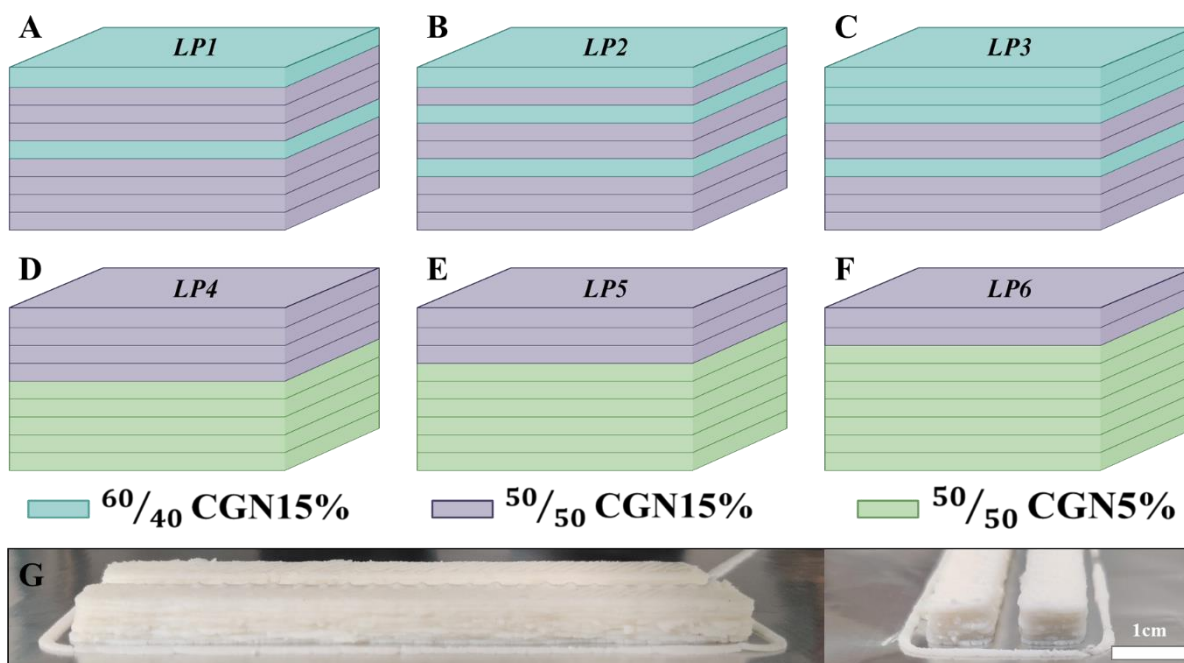 A
LP1
B
LP2
C
LP3
D
LP4
E
LP5
F
LP6
60/40 CGN15%
50/50 CGN15%
50/50 CGN5%
G
1cm